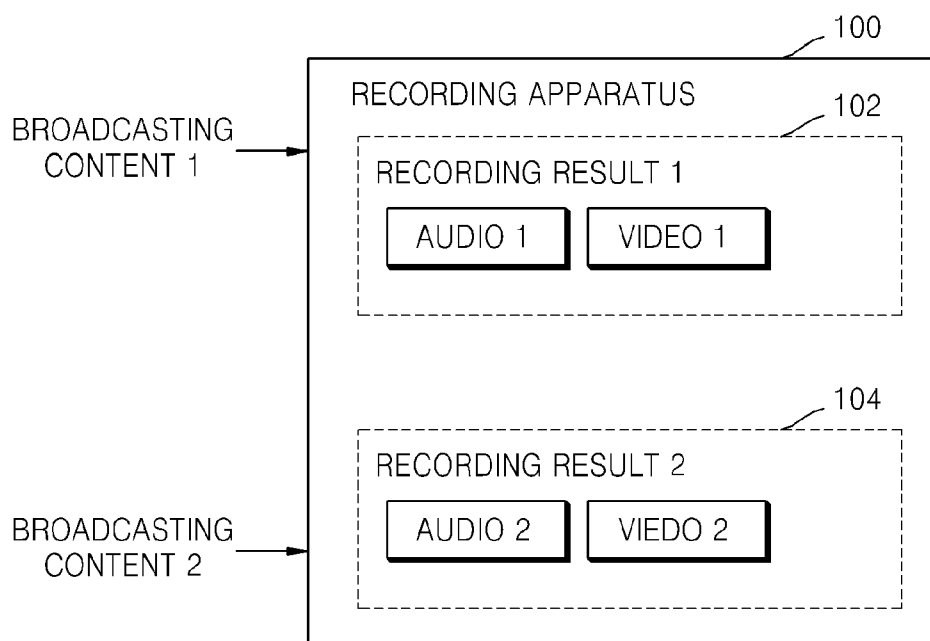 100
RECORDING APPARATUS
BROADCASTING
CONTENT 1
102
RECORDING RESULT 1
AUDIO 1
VIDEO 1
104
RECORDING RESULT 2
AUDIO 2
VIEDO 2
BROADCASTING
CONTENT 2